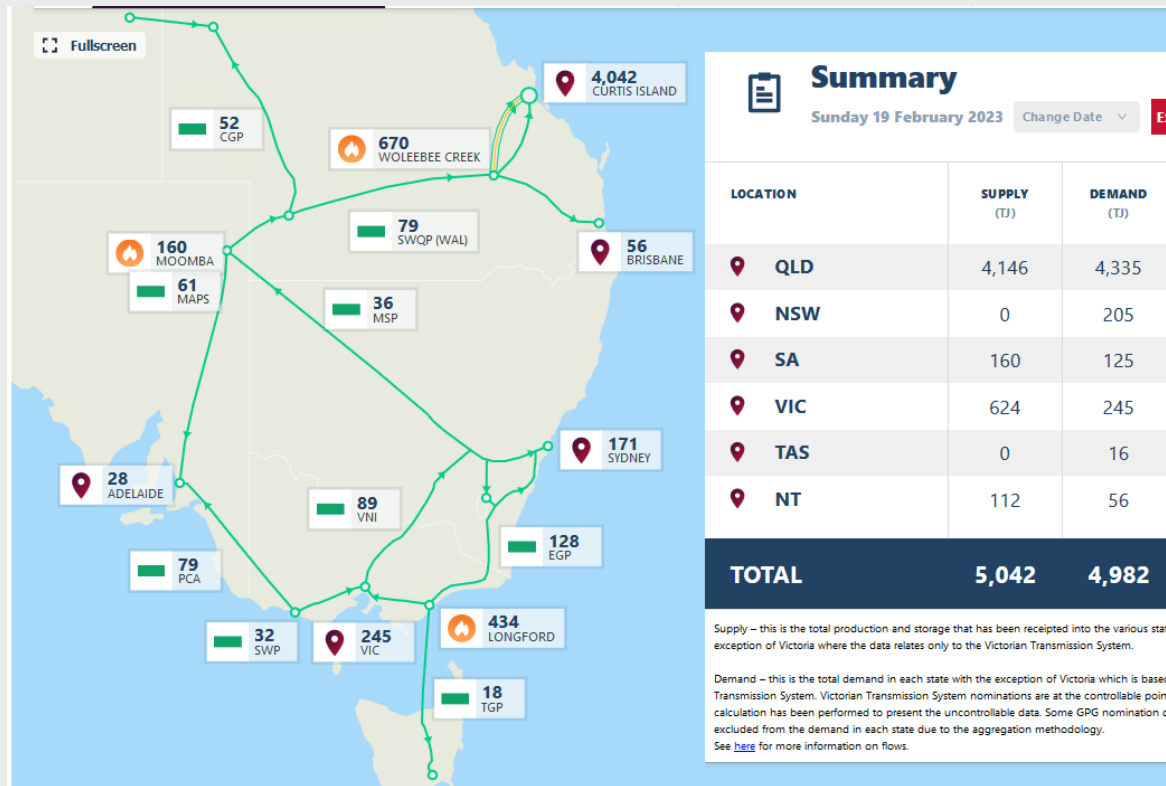 Fullscreen
4,042
CURTIS ISLAND
52
CGP
670
WOLEEBEE CREEK
79
SWQP (WAL)
56
BRISBANE
160
MOOMBA
61
MAPS
36
MSP
171
SYDNEY
28
ADELAIDE
89
VNI
128
EGP
79
PCA
434
LONGFORD
32
SWP
245
VIC
18
TGP
Summary
Sunday 19 February 2023 Change Date
LOCATION SUPPLY DEMAND
(TJ) (TJ)
QLD 4,146 4,335
NSW 0 205
SA 160 125
VIC 624 245
TAS 0 16
NT 112 56
TOTAL 5,042 4,982
Supply – this is the total production and storage that has been receipted into the various
exception of Victoria where the data relates only to the Victorian Transmission System.
Demand – this is the total demand in each state with the exception of Victoria which is
Transmission System. Victorian Transmission System nominations are at the controllable
calculation has been performed to present the uncontrollable data. Some GPG nomination
excluded from the demand in each state due to the aggregation methodology.
See here for more information on flows.